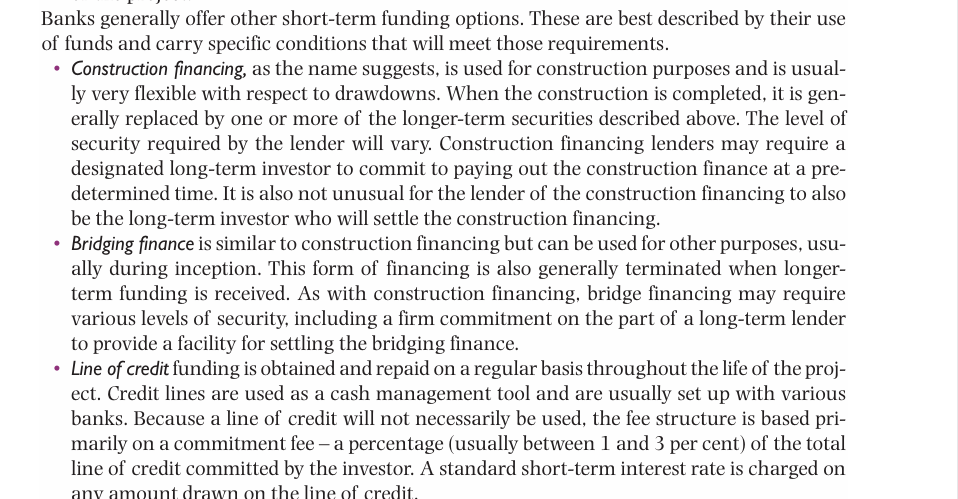 Banks generally offer other short-term funding options. These are best described by their use
of funds and carry specific conditions that will meet those requirements.
• Construction financing, as the name suggests, is used for construction purposes and is usual-
ly very flexible with respect to drawdowns. When the construction is completed, it is gen-
erally replaced by one or more of the longer-term securities described above. The level of
security required by the lender will vary. Construction financing lenders may require a
designated long-term investor to commit to paying out the construction finance at a pre-
determined time. It is also not unusual for the lender of the construction financing to also
be the long-term investor who will settle the construction financing.
• Bridging finance is similar to construction financing but can be used for other purposes, usu-
ally during inception. This form of financing is also generally terminated when longer-
term funding is received. As with construction financing, bridge financing may require
various levels of security, including a firm commitment on the part of a long-term lender
to provide a facility for settling the bridging finance.
• Line of credit funding is obtained and repaid on a regular basis throughout the life of the proj-
ect. Credit lines are used as a cash management tool and are usually set up with various
banks. Because a line of credit will not necessarily be used, the fee structure is based pri-
marily on a commitment fee – a percentage (usually between 1 and 3 per cent) of the total
line of credit committed by the investor. A standard short-term interest rate is charged on
any amount drawn on the line of credit.